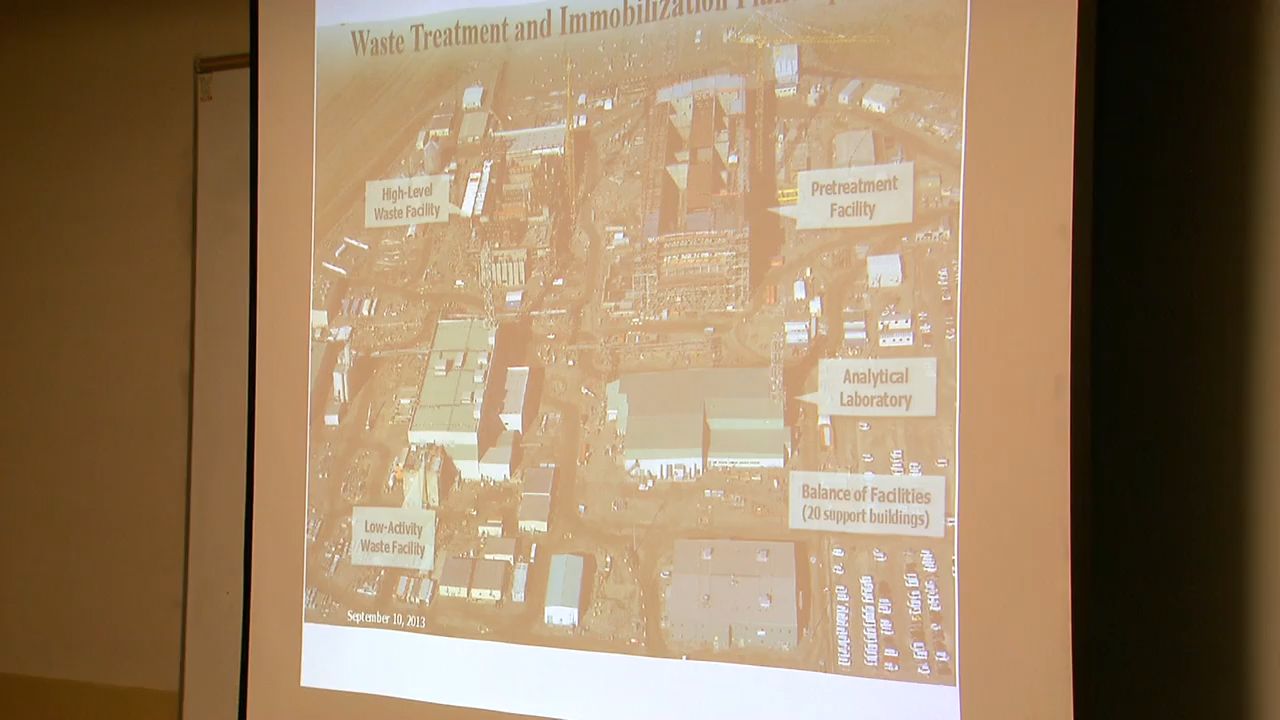 Waste Treatment and Immobilization
High-Level
Waste Facility
Pretreatment
Facility
Analytical
Laboratory
Balance of Facilities
(20 support buildings)
Low-Activity
Waste Facility
September 10, 2013